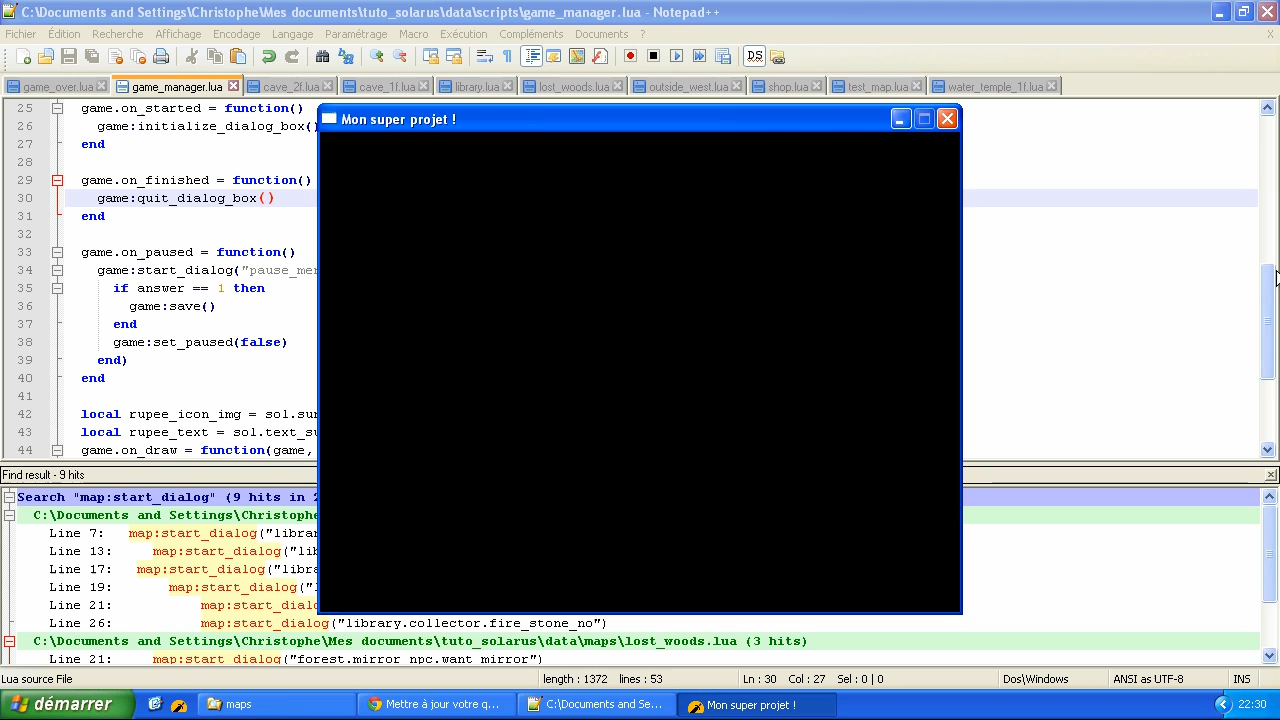 C:\Documents and Settings\Christophe\Mes documents\tuto_solarus\data\scripts\game_manager.lua - Notepad++
Fichier Édition Recherche Affichage Encodage Langage Paramétrage Macro Exécution Compléments Documents ? X
game_over.lua game_manager.lua cave_2f.lua cave_1f.lua library.lua lost_woods.lua outside_west.lua shop.lua test_map.lua water_temple_1f.lua
25 game.on_started = function()
26 game:initialize_dialog_box()
27 end
28
29 game.on_finished = function()
30 game:quit_dialog_box()
31 end
32
33 game.on_paused = function()
34 game:start_dialog("pause_men
35 if answer == 1 then
36 game:save()
37 end
38 game:set_paused(false)
39 end)
40 end
41
42 local rupee_icon_img = sol.sur
43 local rupee_text = sol.text_su
44 game.on_draw = function(game,
Mon super projet !
Find result - 9 hits
Search "map:start_dialog" (9 hits in 2
C:\Documents and Settings\Christophe
Line 7: map:start_dialog("librar
Line 13: map:start_dialog("lib
Line 17: map:start_dialog("libra
Line 19: map:start_dialog("l
Line 21: map:start_dialo
Line 26: map:start_dialog("library.collector.fire_stone_no")
C:\Documents and Settings\Christophe\Mes documents\tuto_solarus\data\maps\lost_woods.lua (3 hits)
Line 21: map:start_dialog("forest.mirror_npc.want_mirror")
Lua source File length : 1372 lines : 53 Ln : 30 Col : 27 Sel : 0 | 0 Dos\Windows ANSI as UTF-8 INS
démarrer maps Mettre à jour votre q... C:\Documents and Se... Mon super projet ! 22:30